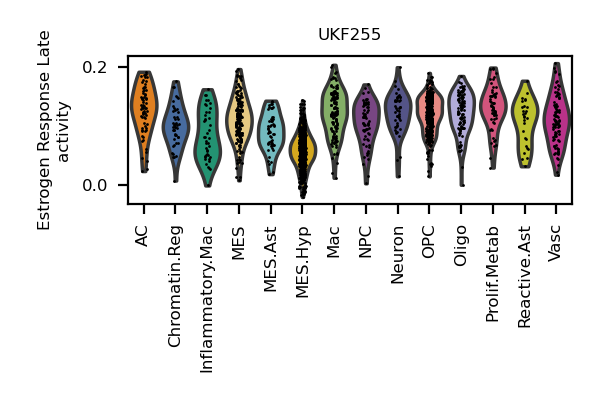 UKF255
Estrogen Response Late
activity
0.2
0.0
AC
Chromatin.Reg
Inflammatory.Mac
MES
MES.Ast
MES.Hyp
Mac
NPC
Neuron
OPC
Oligo
Prolif.Metab
Reactive.Ast
Vasc